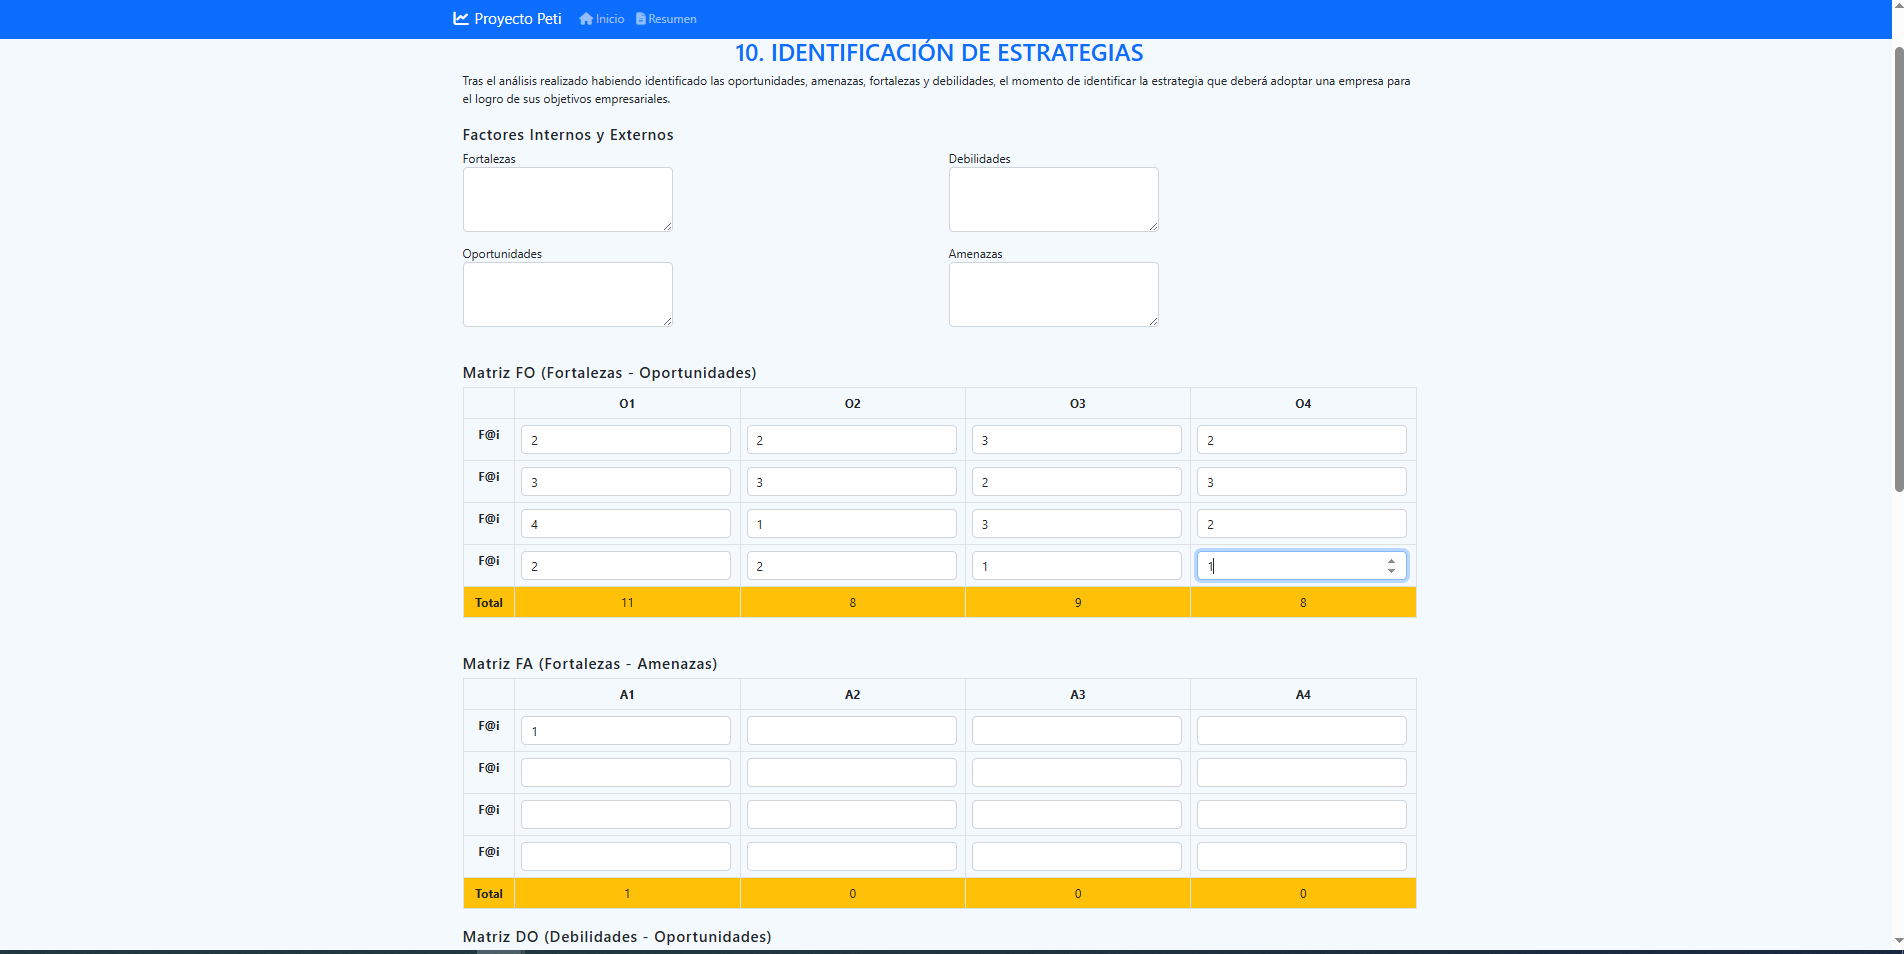 Proyecto Peti Inicio Resumen
10. IDENTIFICACIÓN DE ESTRATEGIAS
Tras el análisis realizado habiendo identificado las oportunidades, amenazas, fortalezas y debilidades, el momento de identificar la estrategia que deberá adoptar una empresa para
el logro de sus objetivos empresariales.
Factores Internos y Externos
Fortalezas Debilidades
Oportunidades Amenazas
Matriz FO (Fortalezas - Oportunidades)
O1 O2 O3 O4
F@i 2 2 3 2
F@i 3 3 2 3
F@i 4 1 3 2
F@i 2 2 1 1
Total 11 8 9 8
Matriz FA (Fortalezas - Amenazas)
A1 A2 A3 A4
F@i 1
F@i
F@i
F@i
Total 1 0 0 0
Matriz DO (Debilidades - Oportunidades)